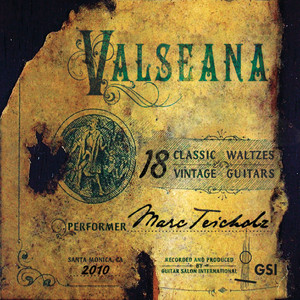 VALSEANA
18 CLASSIC WALTZES
VINTAGE GUITARS
PERFORMER Marc Teicholz
SANTA MONICA, CA
2010
RECORDED AND PRODUCED
BY
GUITAR SALON INTERNATIONAL
GSI